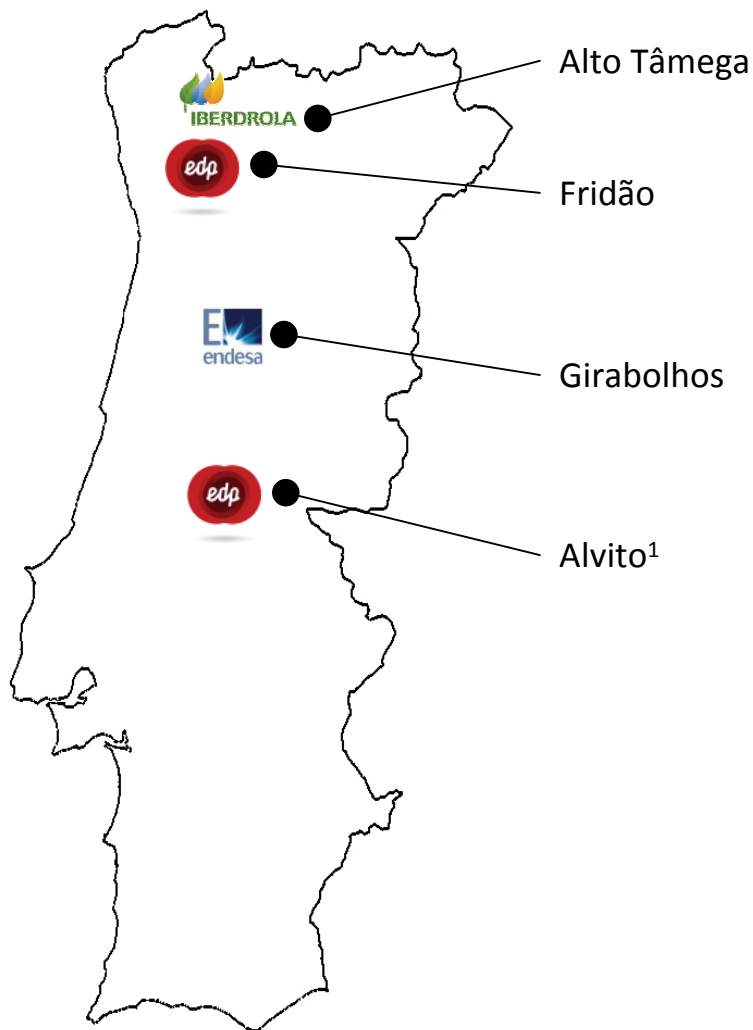 Alto Tâmega
IBERDROLA
edp
Fridão
endesa
Girabolhos
edp
Alvito¹